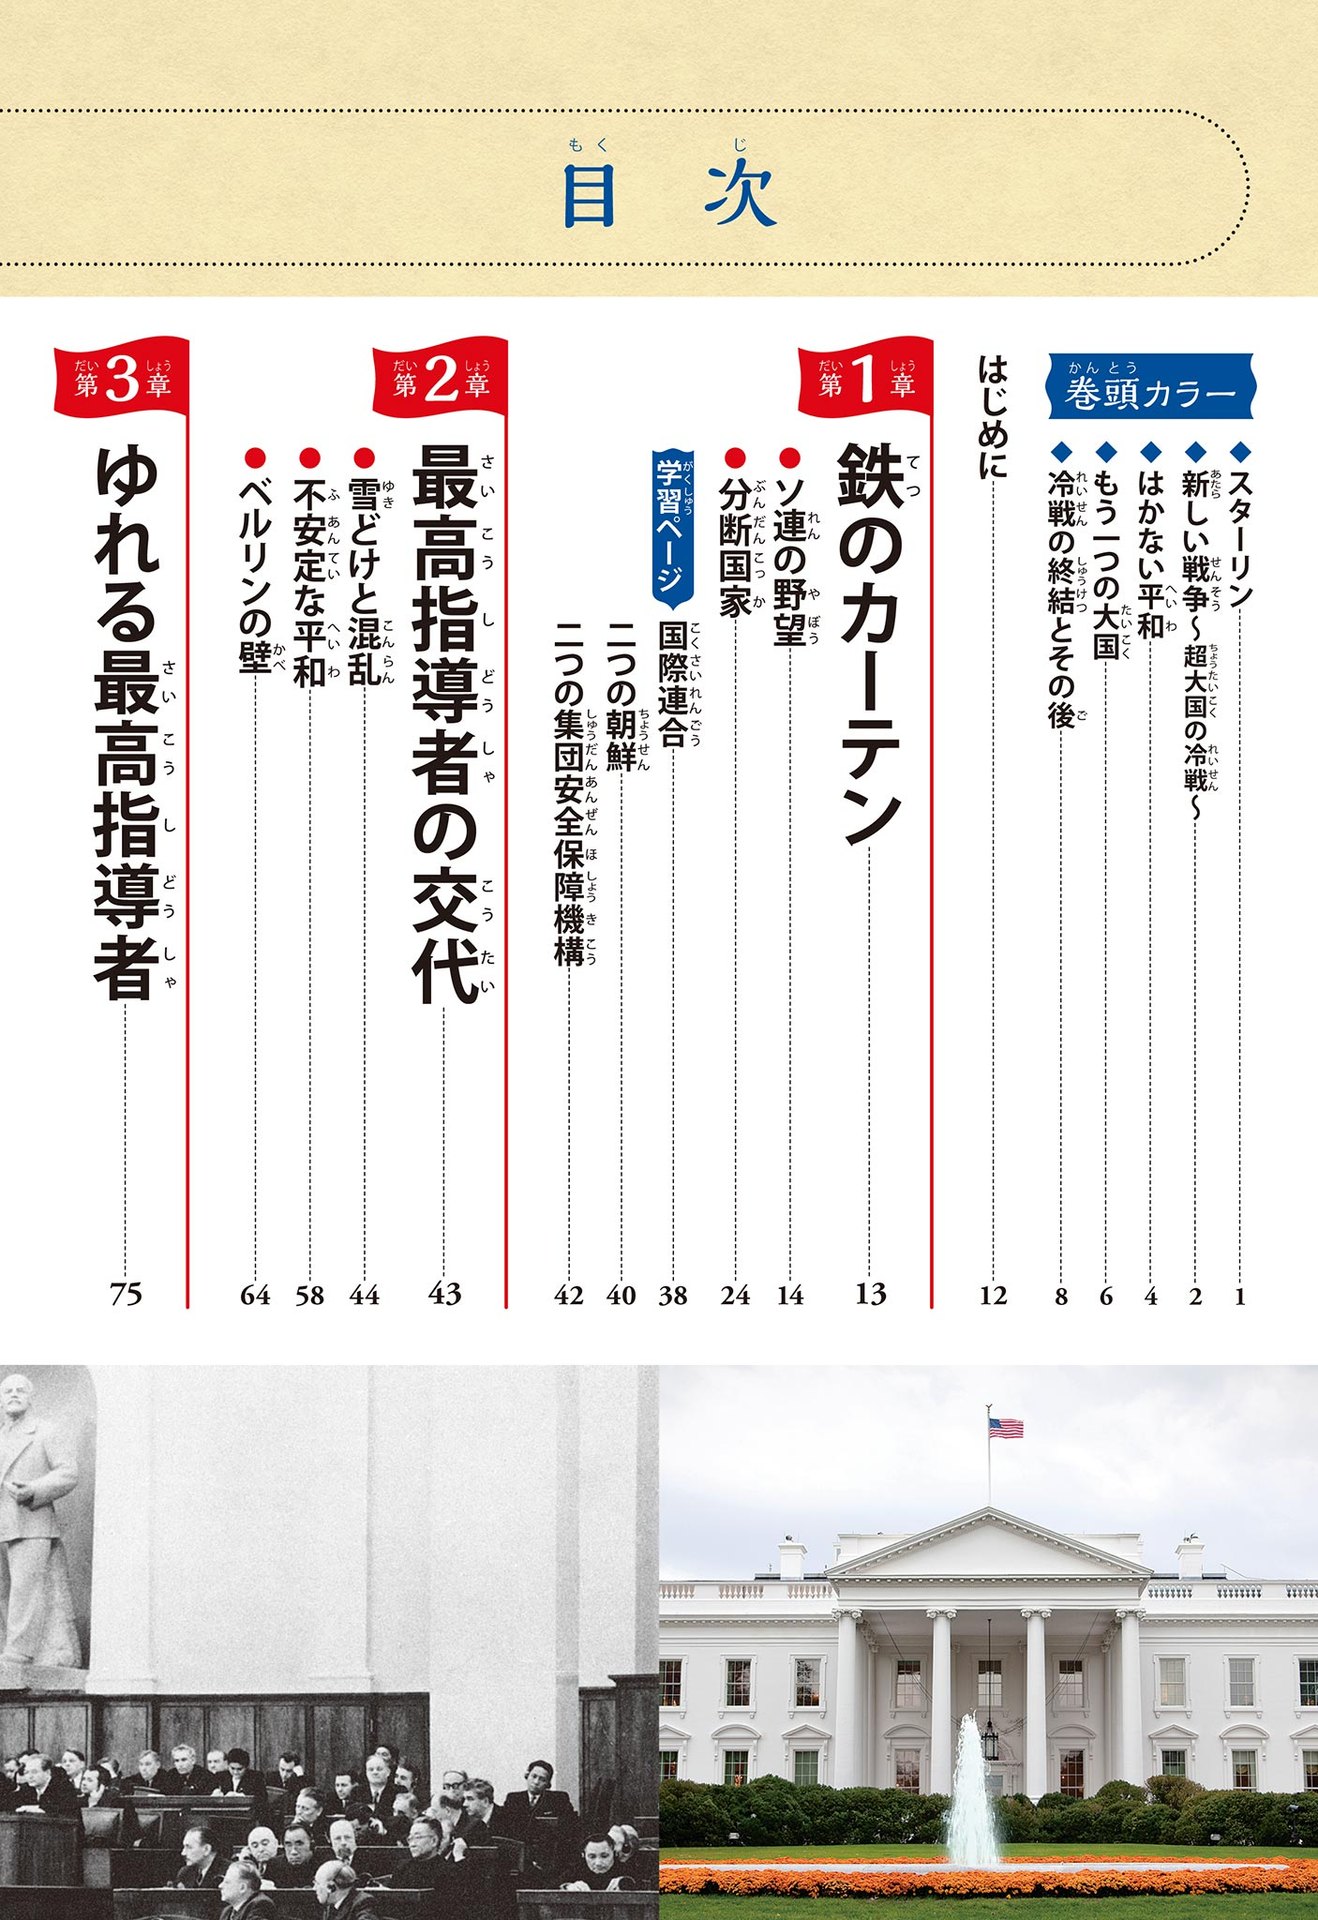 目次
巻頭カラー
スターリン 1
新しい戦争〜超大国の冷戦〜 2
はかない平和 4
もう一つの大国 6
冷戦の終結とその後 8
はじめに 12
第1章
鉄のカーテン 13
ソ連の野望 14
分断国家 24
学習ページ
国際連合 38
二つの朝鮮 40
二つの集団安全保障機構 42
第2章
最高指導者の交代 43
雪どけと混乱 44
不安定な平和 58
ベルリンの壁 64
第3章
ゆれる最高指導者 75